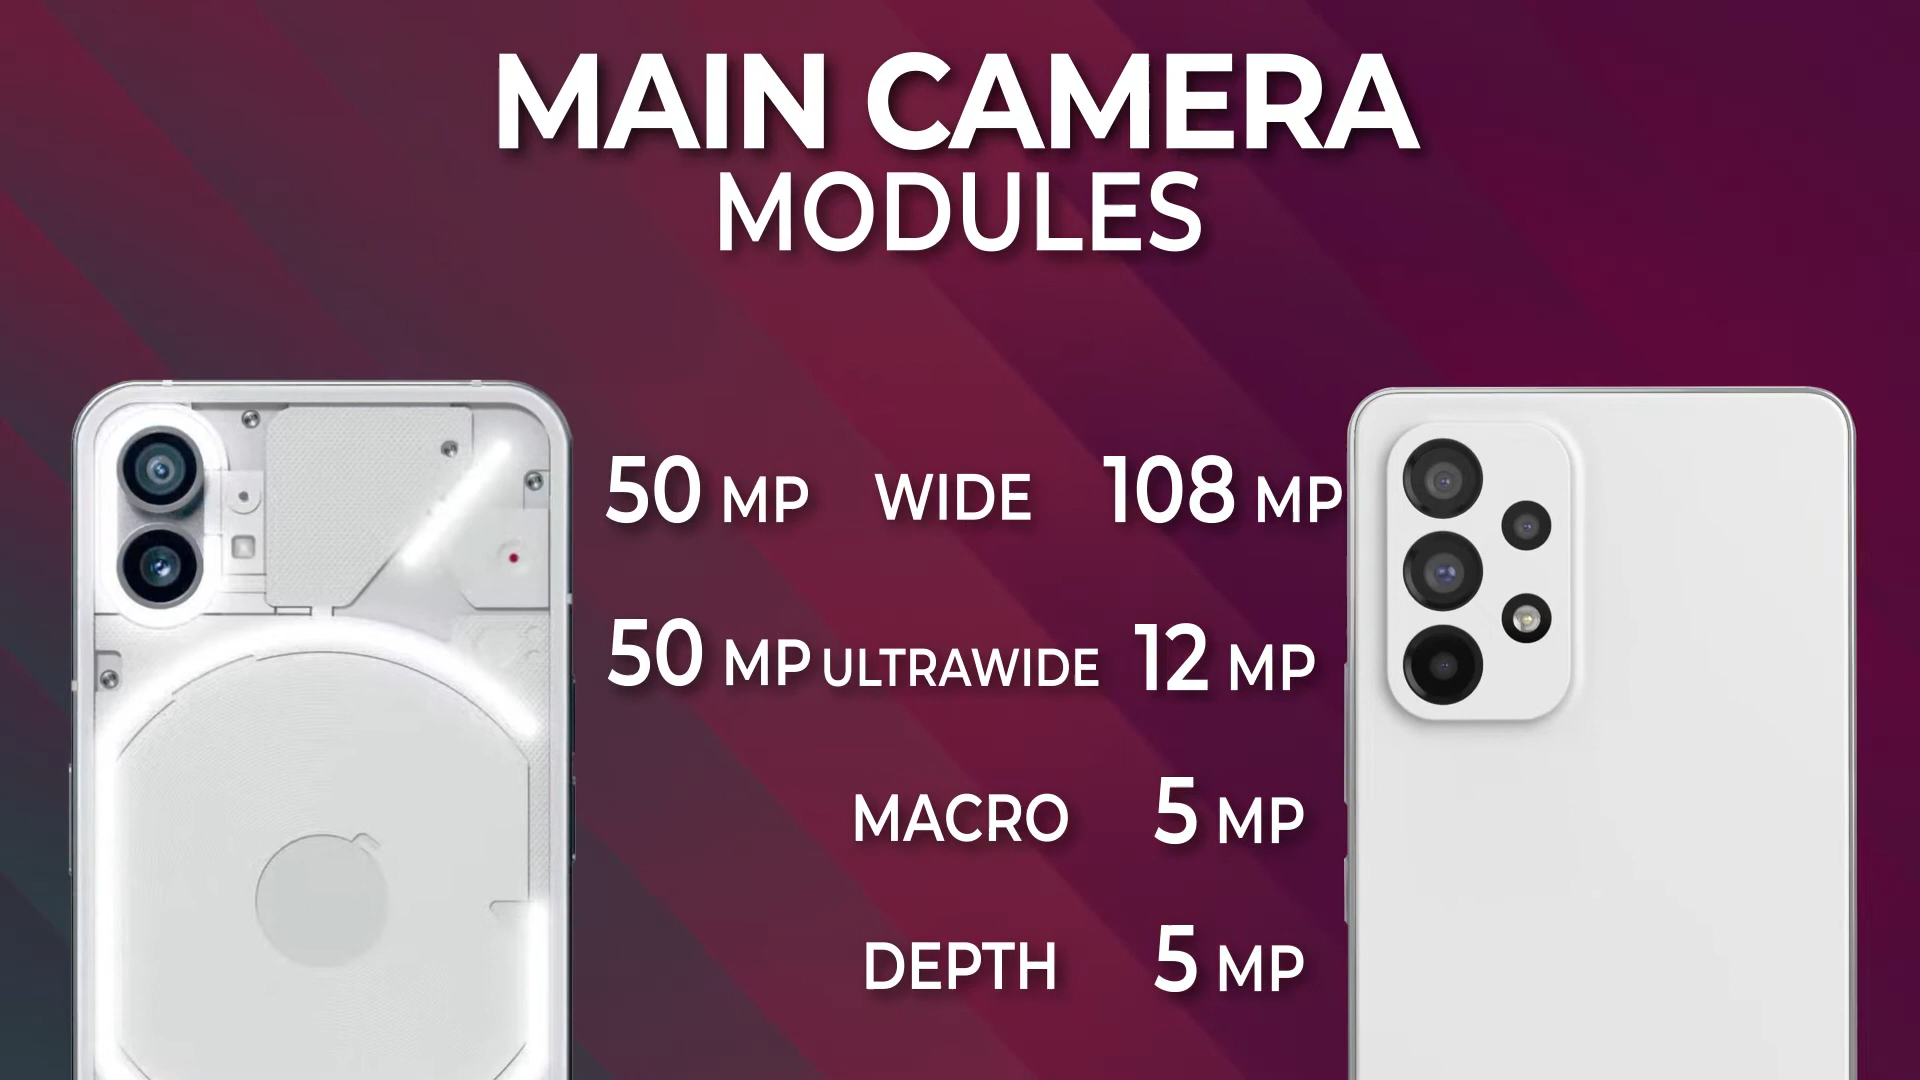 MAIN CAMERA
MODULES
50 MP WIDE 108 MP
50 MP ULTRAWIDE 12 MP
MACRO 5 MP
DEPTH 5 MP